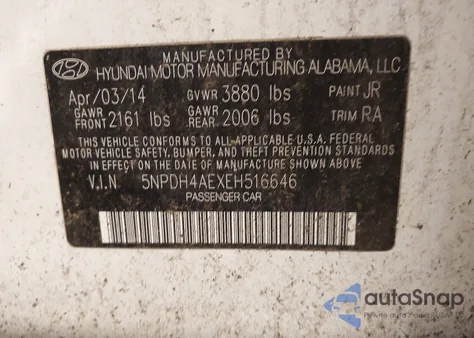 MANUFACTURED BY
HYUNDAI MOTOR MANUFACTURING ALABAMA, LLC
Apr/03/14 GVWR 3880 lbs PAINT JR
GAWR FRONT 2161 lbs GAWR REAR 2006 lbs TRIM RA
THIS VEHICLE CONFORMS TO ALL APPLICABLE U.S.A FEDERAL
MOTOR VEHICLE SAFETY, BUMPER, AND THEFT PREVENTION STANDARDS
IN EFFECT ON THE DATE OF MANUFACTURE SHOWN ABOVE.
V.I.N 5NPDH4AEXEH516646
PASSENGER CAR
autoSnap